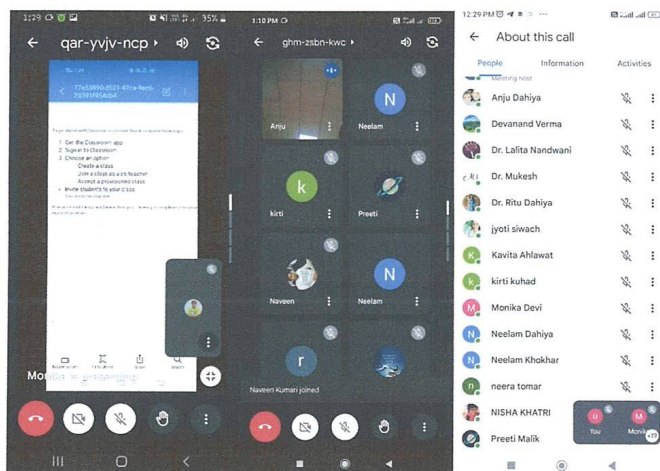 1:29
35%
qar-yvjv-ncp
77e53890-d521-47ca-9ec6-
1. Get the Classroom app
2. Sign in to Classroom
3. Choose an option
Create a class
Join a class as a co teacher
Accept a provisioned class
4. Invite students to your class
is presenting
1:10 PM
ghm-zsbn-kwc
Anju
N
Neelam
k
kirti
Preeti
Naveen
N
Neelam
r
Naveen Kumari joined
12:29 PM
About this call
People
Information
Activities
Meeting host
Anju Dahiya
Devanand Verma
Dr. Lalita Nandwani
Dr. Mukesh
Dr. Ritu Dahiya
jyoti siwach
K
Kavita Ahlawat
k
kirti kuhad
M
Monika Devi
N
Neelam Dahiya
N
Neelam Khokhar
n
neera tomar
NISHA KHATRI
Preeti Malik
u
You
M
Monik
+19